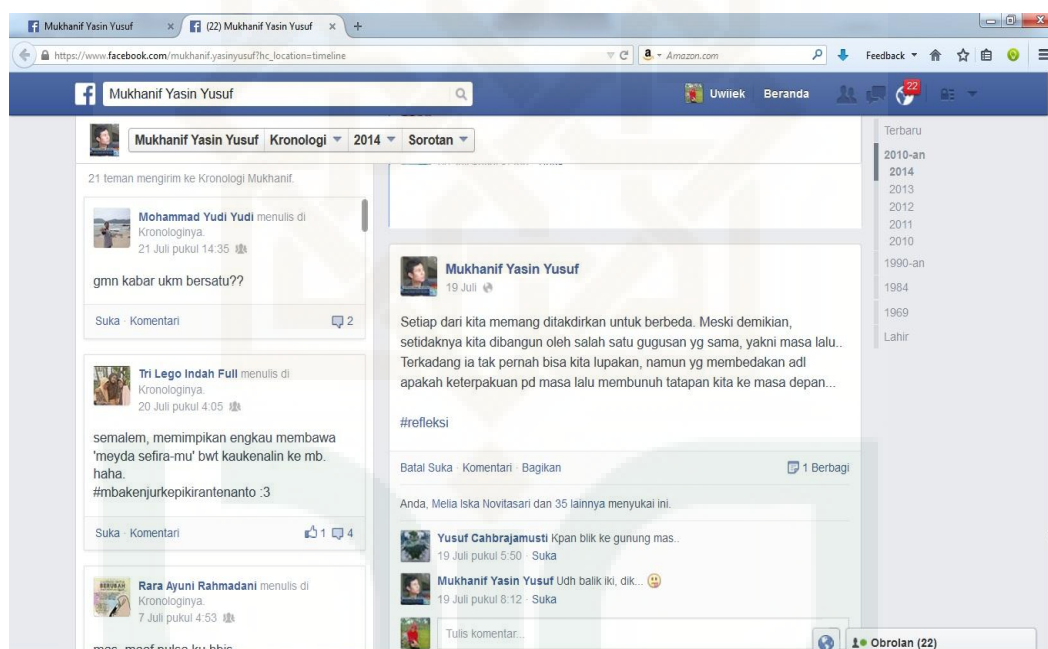 Mukhanif Yasin Yusuf
(22) Mukhanif Yasin Yusuf
https://www.facebook.com/mukhanif.yasinyusuf?hc_location=timeline
Amazon.com
Feedback
Mukhanif Yasin Yusuf
Uwiiek
Beranda
22
Mukhanif Yasin Yusuf Kronologi 2014 Sorotan
21 teman mengirim ke Kronologi Mukhanif.
Mohammad Yudi Yudi menulis di
Kronologinya.
21 Juli pukul 14:35
gmn kabar ukm bersatu??
Suka · Komentari 2
Tri Lego Indah Full menulis di
Kronologinya.
20 Juli pukul 4:05
semalem, memimpikan engkau membawa
'meyda sefira-mu' bwt kaukenalin ke mb.
haha.
#mbakenjurkepikirantenanto :3
Suka · Komentari 1 4
Rara Ayuni Rahmadani menulis di
Kronologinya.
7 Juli pukul 4:53
Mukhanif Yasin Yusuf
19 Juli
Setiap dari kita memang ditakdirkan untuk berbeda. Meski demikian,
setidaknya kita dibangun oleh salah satu gugusan yg sama, yakni masa lalu..
Terkadang ia tak pernah bisa kita lupakan, namun yg membedakan adl
apakah keterpakuan pd masa lalu membunuh tatapan kita ke masa depan...
#refleksi
Batal Suka · Komentari · Bagikan 1 Berbagi
Anda, Melia Iska Novitasari dan 35 lainnya menyukai ini.
Yusuf Cahbrajamusti Kpan blik ke gunung mas..
19 Juli pukul 5:50 · Suka
Mukhanif Yasin Yusuf Udh balik iki, dik...
19 Juli pukul 8:12 · Suka
Tulis komentar...
Terbaru
2010-an
2014
2013
2012
2011
2010
1990-an
1984
1969
Lahir
Obrolan (22)